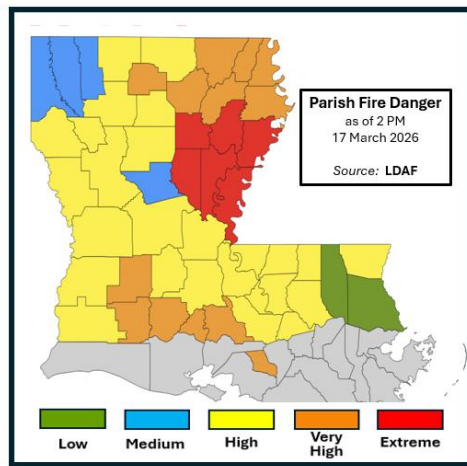 Parish Fire Danger
as of 2 PM
17 March 2026
Source: LDAF
Low
Medium
High
Very
High
Extreme